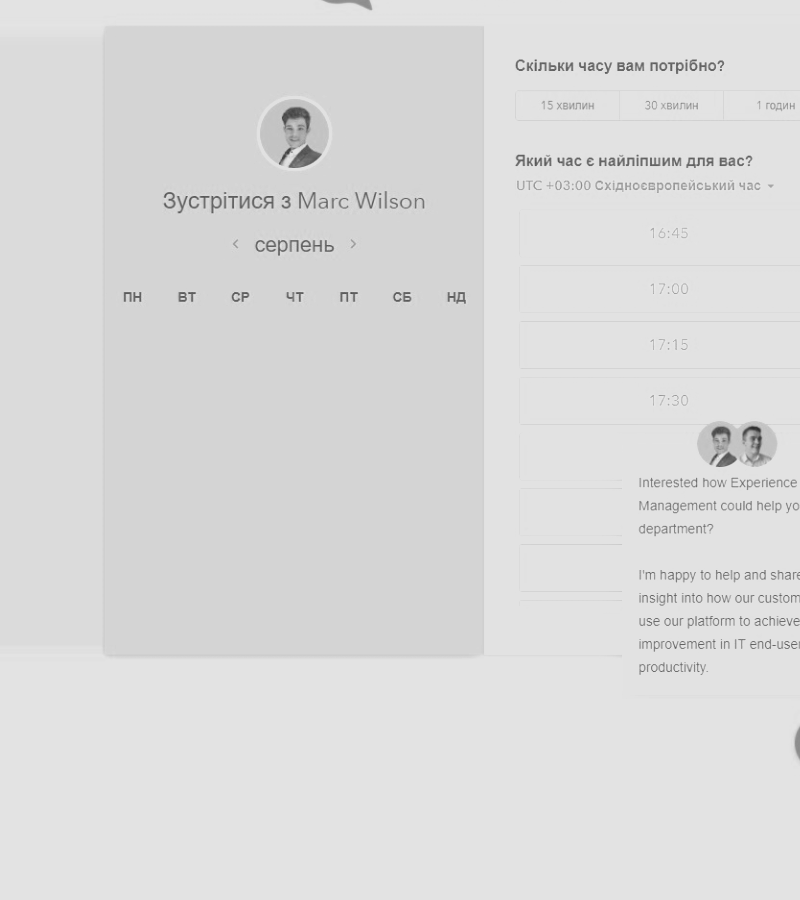 Зустрітися з Marc Wilson
серпень
ПН ВТ СР ЧТ ПТ СБ НД
Скільки часу вам потрібно?
15 хвилин 30 хвилин 1 годин
Який час є найліпшим для вас?
UTC +03:00 Східноєвропейський час
16:45
17:00
17:15
17:30
Interested how Experience
Management could help yo
department?
I'm happy to help and share
insight into how our custom
use our platform to achieve
improvement in IT end-user
productivity.